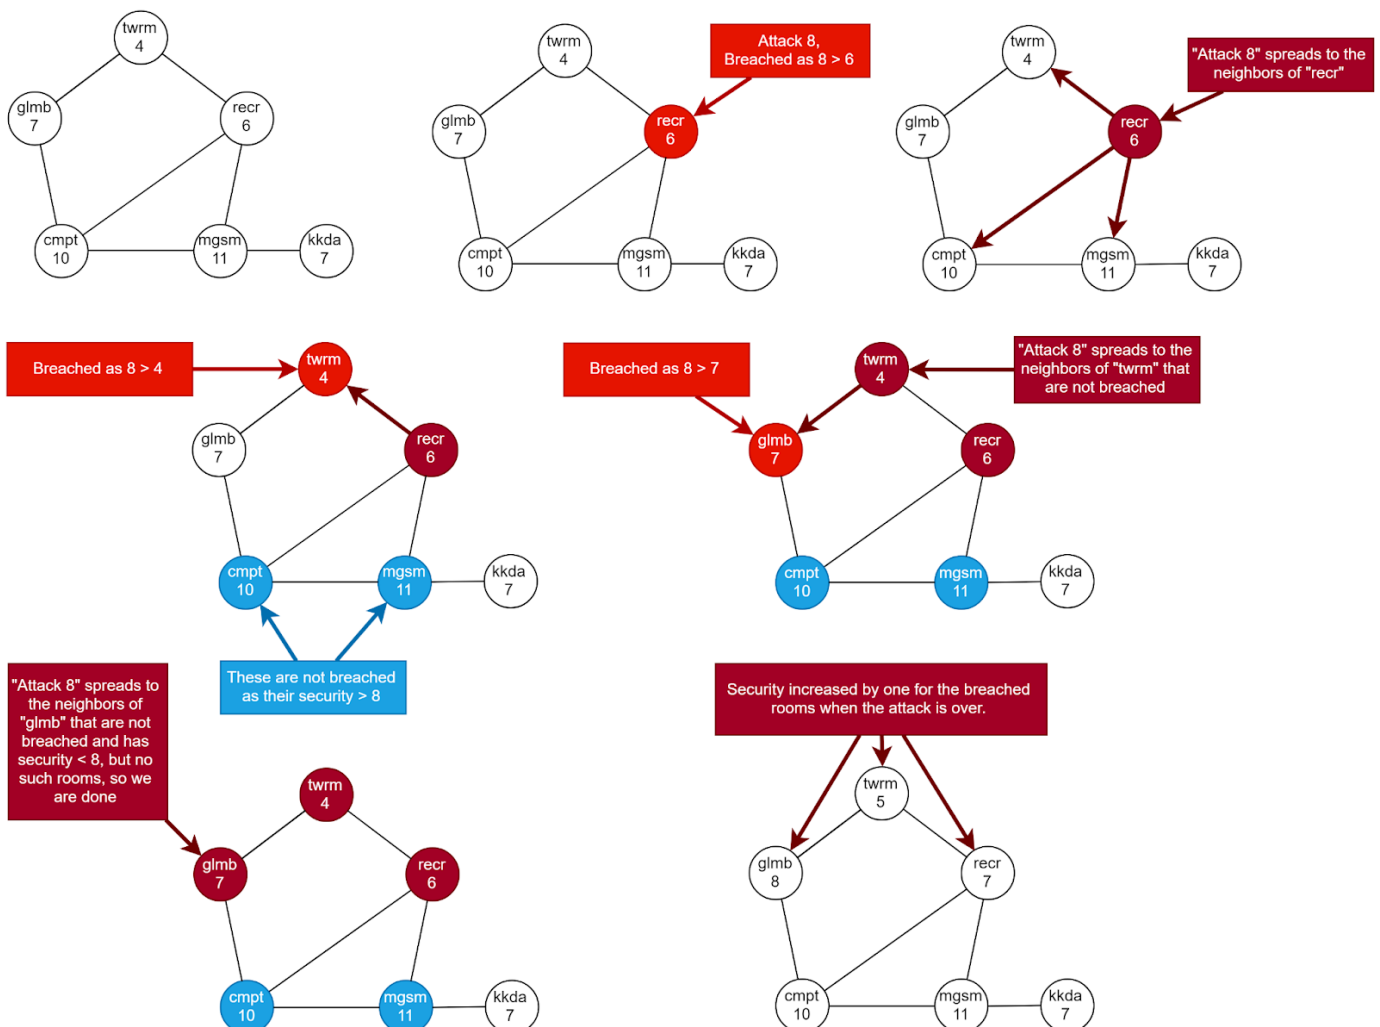 twrm
4
glmb
7
recr
6
cmpt
10
mgsm
11
kkda
7
twrm
4
Attack 8,
Breached as 8 > 6
glmb
7
recr
6
cmpt
10
mgsm
11
kkda
7
twrm
4
"Attack 8" spreads to the
neighbors of "recr"
glmb
7
recr
6
cmpt
10
mgsm
11
kkda
7
Breached as 8 > 4
twrm
4
glmb
7
recr
6
cmpt
10
mgsm
11
kkda
7
These are not breached
as their security > 8
Breached as 8 > 7
twrm
4
"Attack 8" spreads to the
neighbors of "twrm" that
are not breached
glmb
7
recr
6
cmpt
10
mgsm
11
kkda
7
"Attack 8" spreads to
the neighbors of
"glmb" that are not
breached and has
security < 8, but no
such rooms, so we
are done
twrm
4
glmb
7
recr
6
cmpt
10
mgsm
11
kkda
7
Security increased by one for the breached
rooms when the attack is over.
twrm
5
glmb
8
recr
7
cmpt
10
mgsm
11
kkda
7